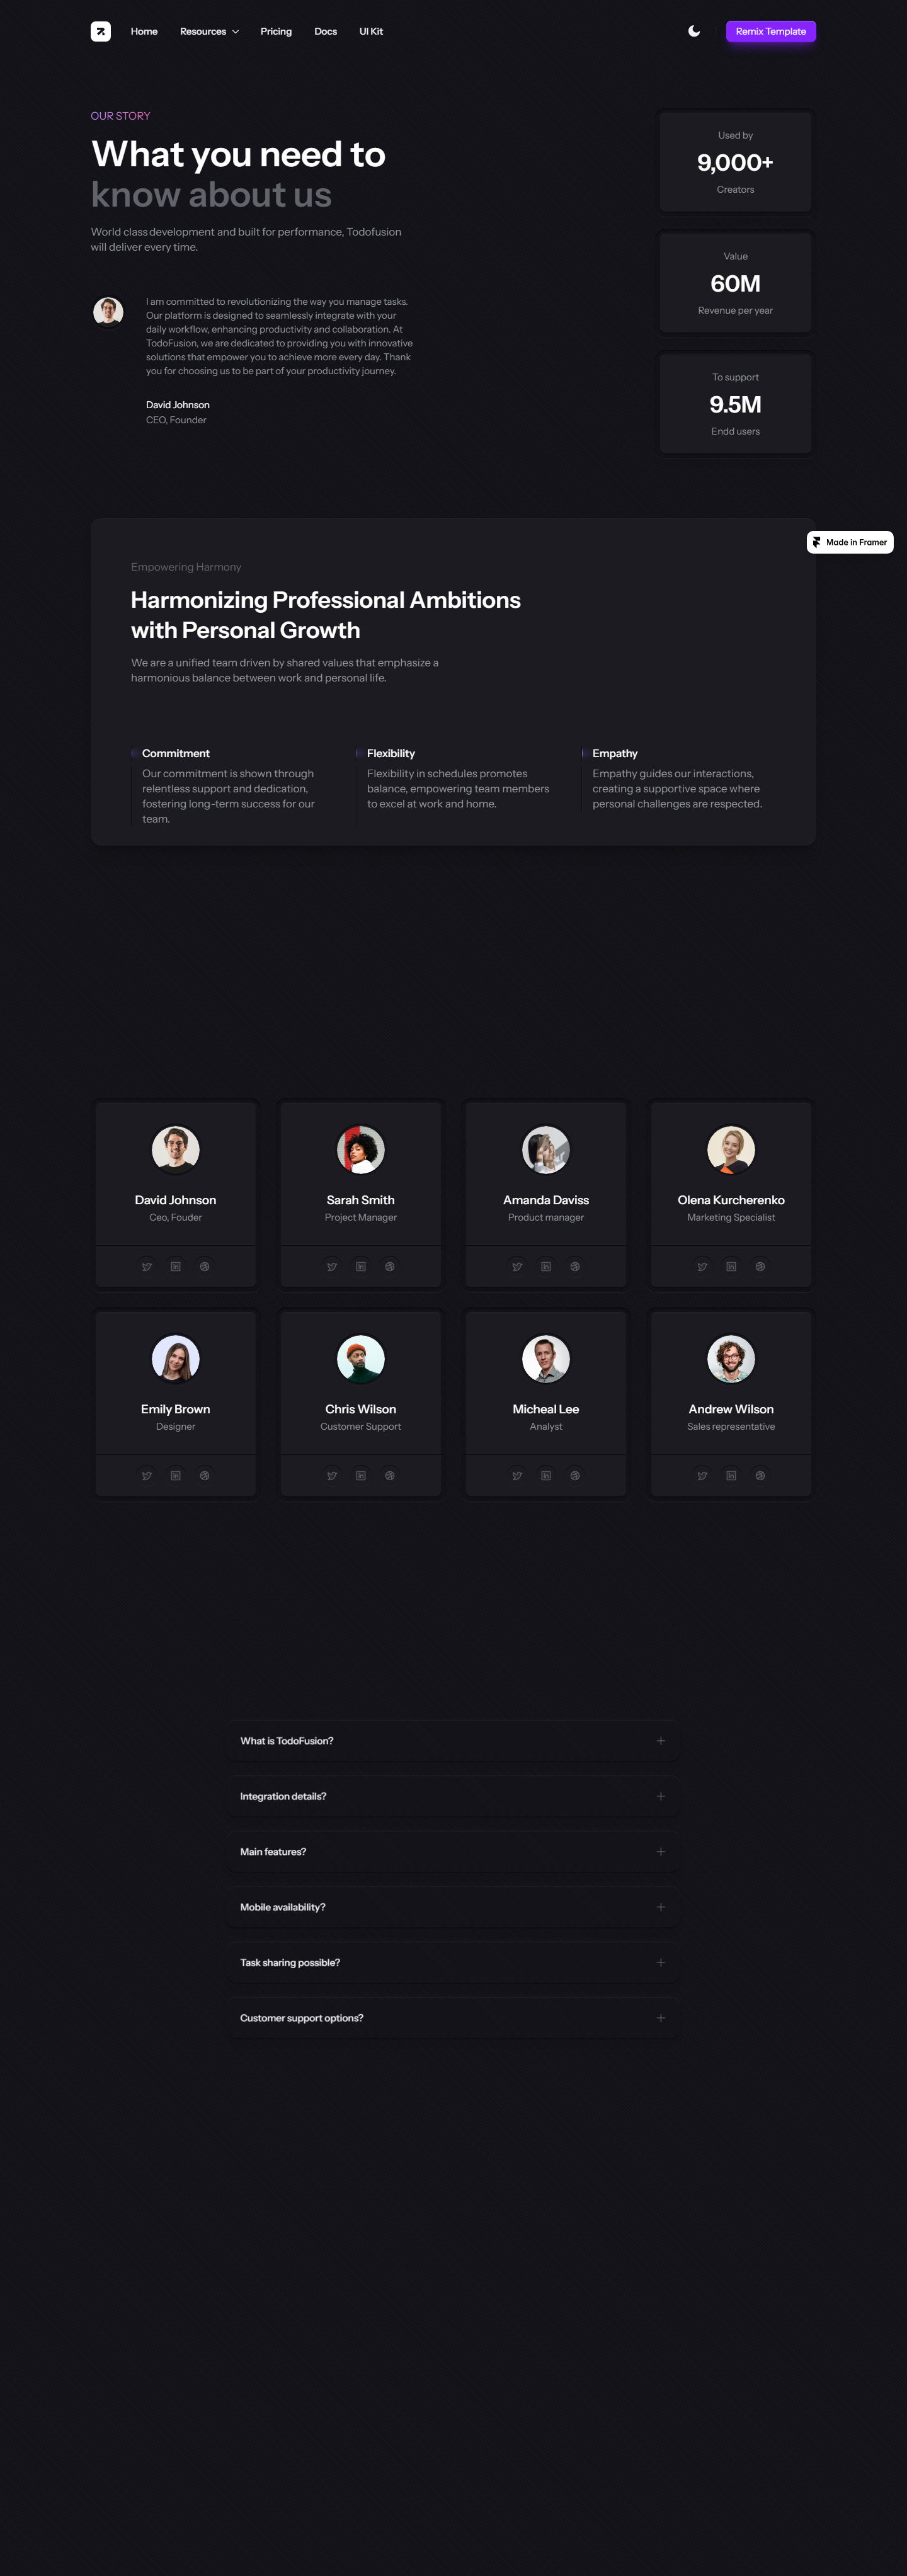 Home Resources Pricing Docs UI Kit Remix Template
OUR STORY
What you need to
know about us
World class development and built for performance, Todofusion
will deliver every time.
I am committed to revolutionizing the way you manage tasks.
Our platform is designed to seamlessly integrate with your
daily workflow, enhancing productivity and collaboration. At
TodoFusion, we are dedicated to providing you with innovative
solutions that empower you to achieve more every day. Thank
you for choosing us to be part of your productivity journey.
David Johnson
CEO, Founder
Used by
9,000+
Creators
Value
60M
Revenue per year
To support
9.5M
Endd users
Made in Framer
Empowering Harmony
Harmonizing Professional Ambitions
with Personal Growth
We are a unified team driven by shared values that emphasize a
harmonious balance between work and personal life.
Commitment
Our commitment is shown through
relentless support and dedication,
fostering long-term success for our
team.
Flexibility
Flexibility in schedules promotes
balance, empowering team members
to excel at work and home.
Empathy
Empathy guides our interactions,
creating a supportive space where
personal challenges are respected.
David Johnson
Ceo, Fouder
Sarah Smith
Project Manager
Amanda Daviss
Product manager
Olena Kurcherenko
Marketing Specialist
Emily Brown
Designer
Chris Wilson
Customer Support
Micheal Lee
Analyst
Andrew Wilson
Sales representative
What is TodoFusion?
Integration details?
Main features?
Mobile availability?
Task sharing possible?
Customer support options?